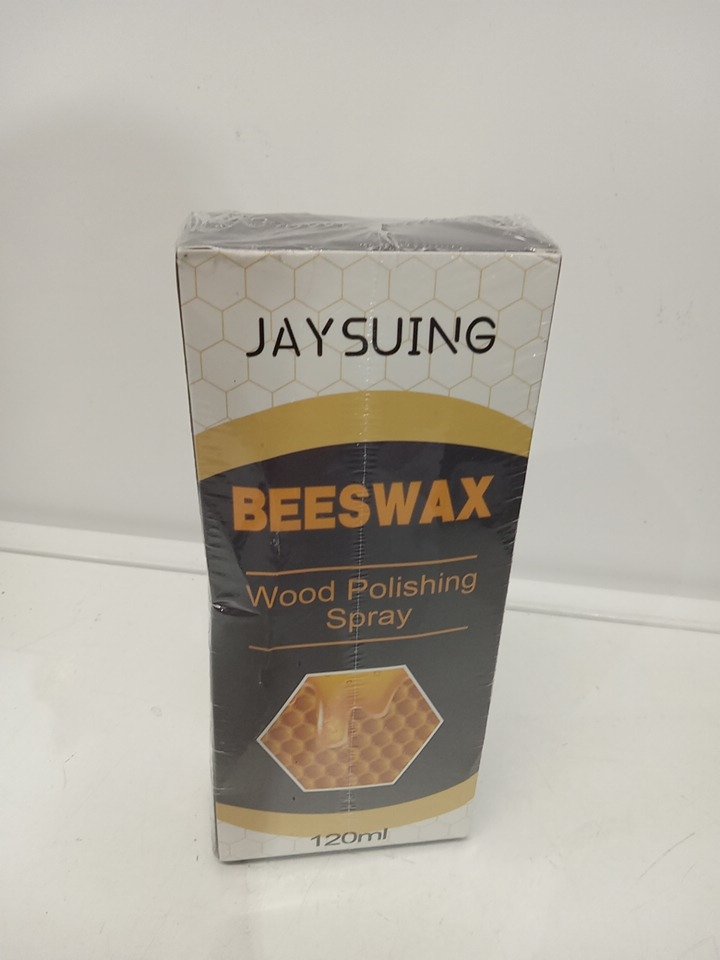 JAYSUING
BEESWAX
Wood Polishing
Spray
120ml